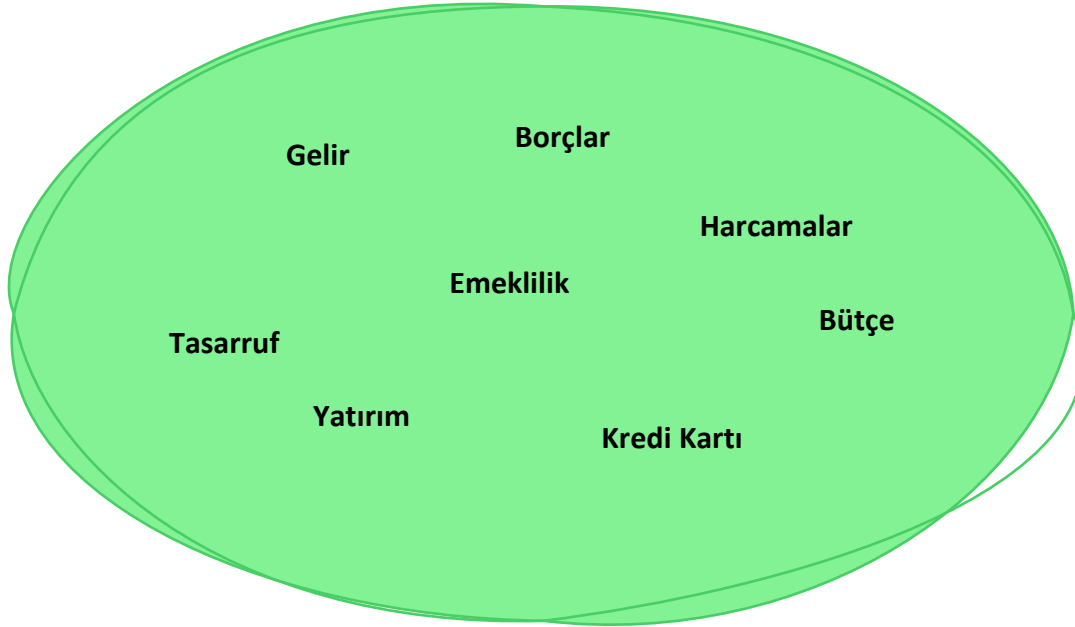 Borçlar
Gelir
Harcamalar
Emeklilik
Bütçe
Tasarruf
Yatırım
Kredi Kartı